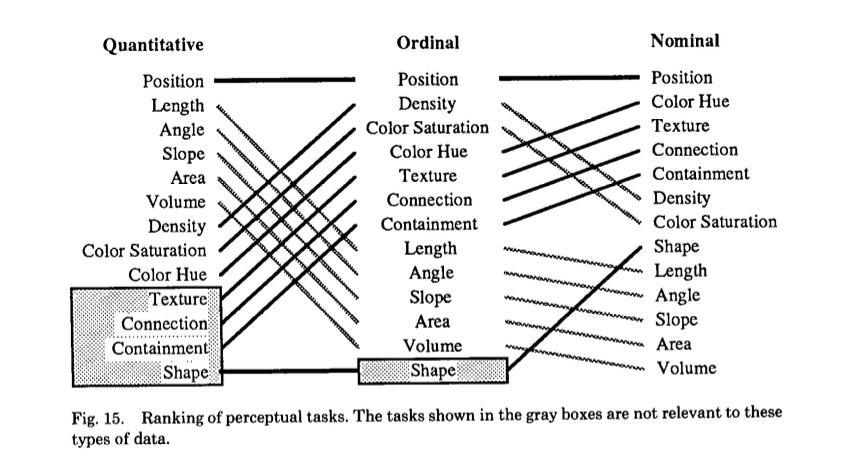 Quantitative Ordinal Nominal
Position Position Position
Length Density Color Hue
Angle Color Saturation Texture
Slope Color Hue Connection
Area Texture Containment
Volume Connection Density
Density Containment Color Saturation
Color Saturation Length Shape
Color Hue Angle Length
Texture Slope Angle
Connection Area Slope
Containment Volume Area
Shape Shape Volume
Fig. 15. Ranking of perceptual tasks. The tasks shown in the gray boxes are not relevant to these
types of data.